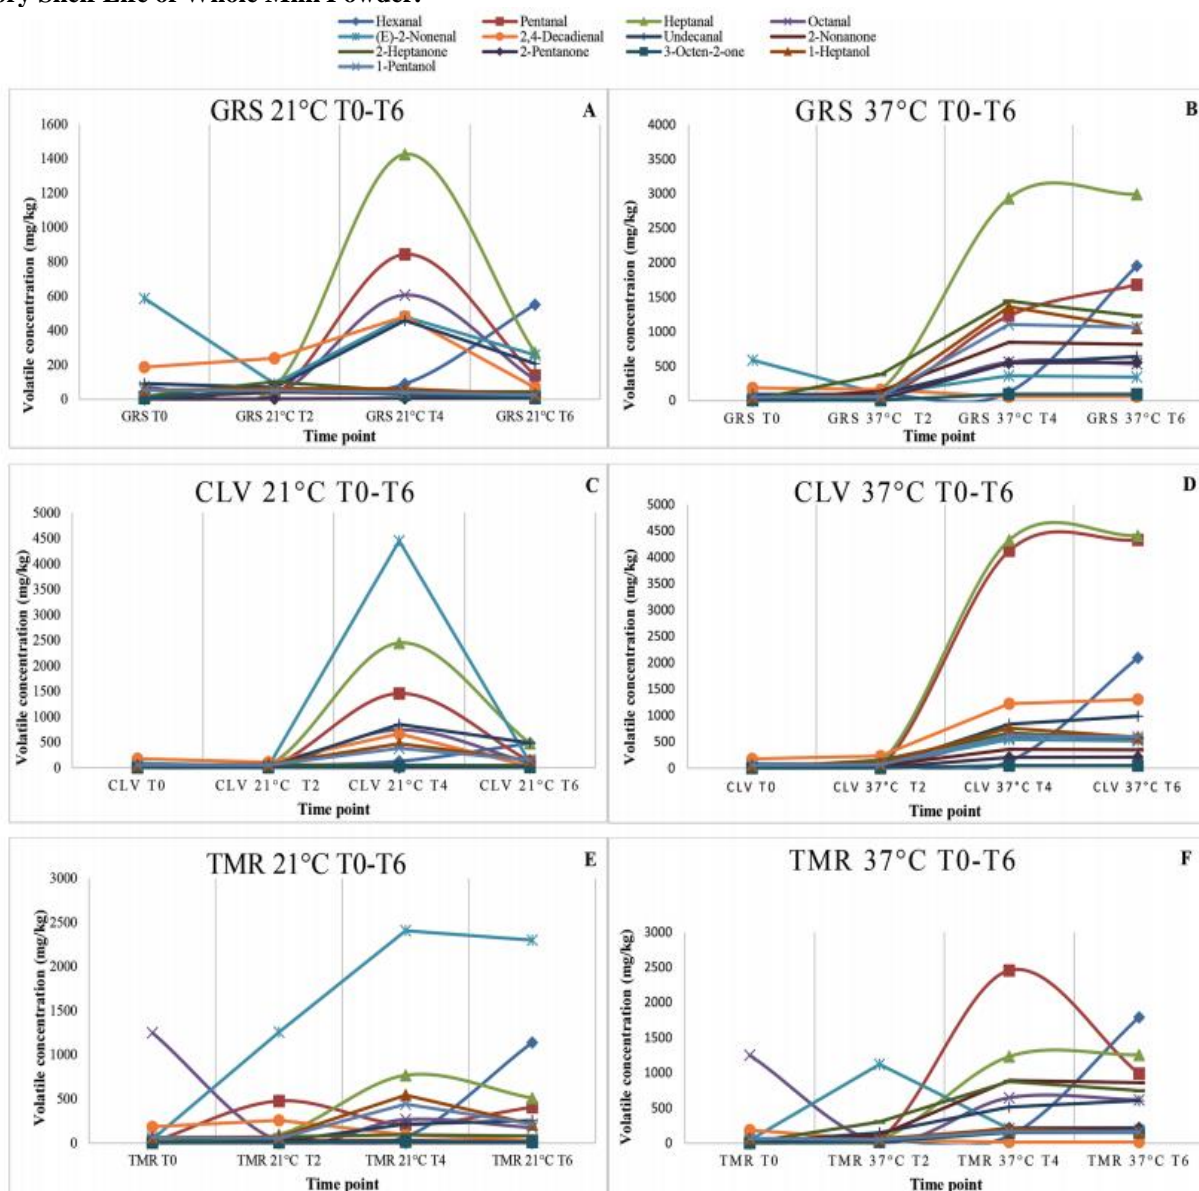 ory Shelf Life of Whole Milk Powder.
Hexanal Pentanal Heptanal Octanal
(E)-2-Nonenal 2,4-Decadienal Undecanal 2-Nonanone
2-Heptanone 2-Pentanone 3-Octen-2-one 1-Heptanol
1-Pentanol
GRS 21°C T0-T6 A
Volatile concentration (mg/kg)
1600
1400
1200
1000
800
600
400
200
0
GRS T0 GRS 21°C T2 GRS 21°C T4 GRS 21°C T6
Time point
GRS 37°C T0-T6 B
Volatile concentraion (mg/kg)
4000
3500
3000
2500
2000
1500
1000
500
0
GRS T0 GRS 37°C T2 GRS 37°C T4 GRS 37°C T6
Time point
CLV 21°C T0-T6 C
Volatile concentration (mg/kg)
5000
4500
4000
3500
3000
2500
2000
1500
1000
500
0
CLV T0 CLV 21°C T2 CLV 21°C T4 CLV 21°C T6
Time point
CLV 37°C T0-T6 D
Volatile concentration (mg/kg)
5000
4500
4000
3500
3000
2500
2000
1500
1000
500
0
CLV T0 CLV 37°C T2 CLV 37°C T4 CLV 37°C T6
Time point
TMR 21°C T0-T6 E
Volatile concentration (mg/kg)
3000
2500
2000
1500
1000
500
0
TMR T0 TMR 21°C T2 TMR 21°C T4 TMR 21°C T6
Time point
TMR 37°C T0-T6 F
Volatile concentration (mg/kg)
3000
2500
2000
1500
1000
500
0
TMR T0 TMR 37°C T2 TMR 37°C T4 TMR 37°C T6
Time point